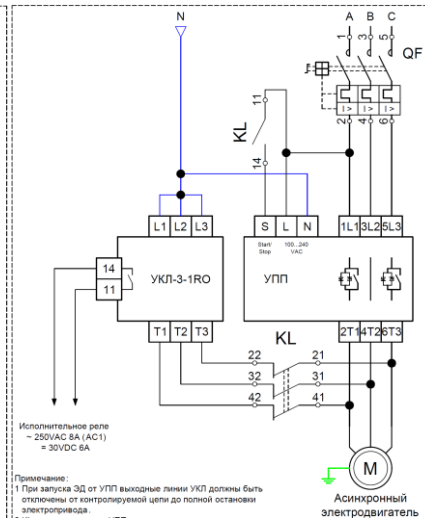 N
A B C
1 3 5
QF
I > I > I >
2 4 6
11
KL
14
L1 L2 L3
S L N
1L1 3L2 5L3
Start/
Stop
100...240
VAC
14
11
УКЛ-3-1RO
УПП
T1 T2 T3
2T1 4T2 6T3
KL
22 21
32 31
42 41
Исполнительное реле
~ 250VAC 8A (AC1)
= 30VDC 6A
M
Асинхронный
электродвигатель
Примечание:
1 При запуска ЭД от УПП выходные линии УКЛ должны быть
отключены от контролируемой цепи до полной остановки
электропривода.